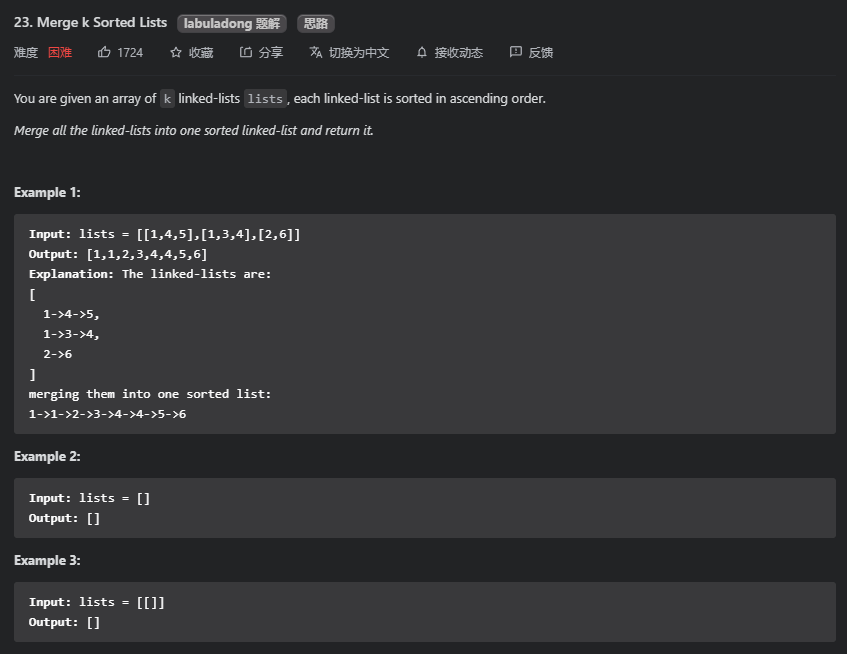 23. Merge k Sorted Lists labuladong 题解 思路
难度 困难 1724 收藏 分享 切换为中文 接收动态 反馈
You are given an array of k linked-lists lists, each linked-list is sorted in ascending order.
Merge all the linked-lists into one sorted linked-list and return it.
Example 1:
Input: lists = [[1,4,5],[1,3,4],[2,6]]
Output: [1,1,2,3,4,4,5,6]
Explanation: The linked-lists are:
[
  1->4->5,
  1->3->4,
  2->6
]
merging them into one sorted list:
1->1->2->3->4->4->5->6
Example 2:
Input: lists = []
Output: []
Example 3:
Input: lists = [[]]
Output: []